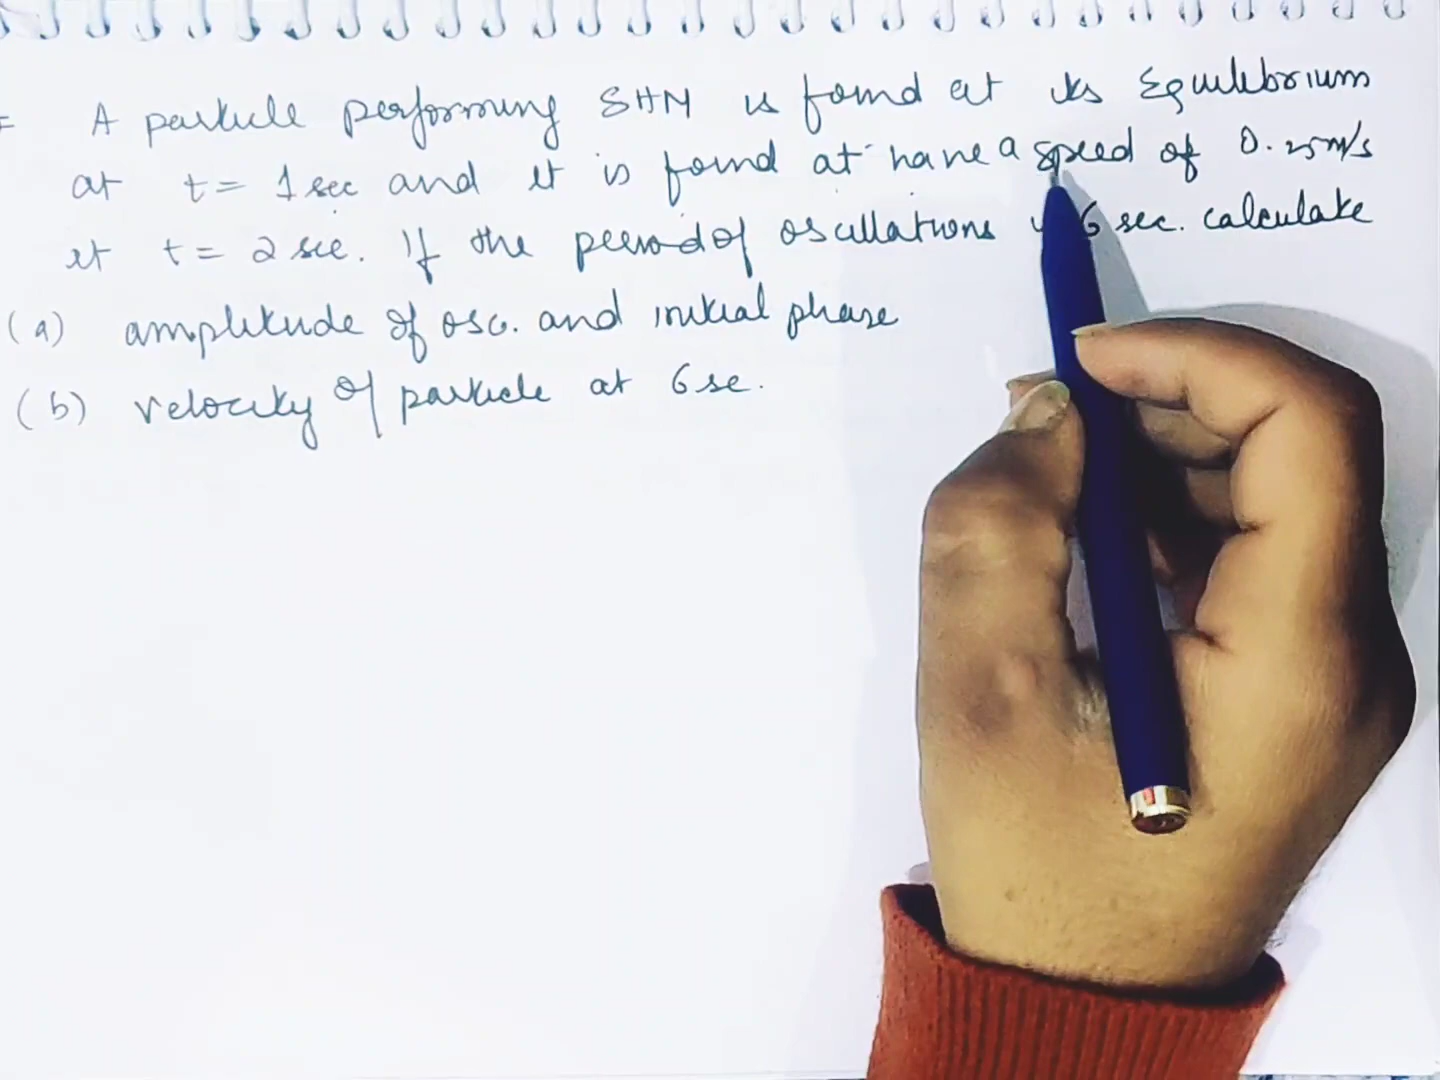 = A particle performing SHM is found at its Equilibrium
at t = 1 sec and it is found at have a speed of 0.25 m/s
at t = 2 sec. If the period of oscillations 6 sec. calculate
(a) amplitude of osc. and initial phase
(b) velocity of particle at 6 se.